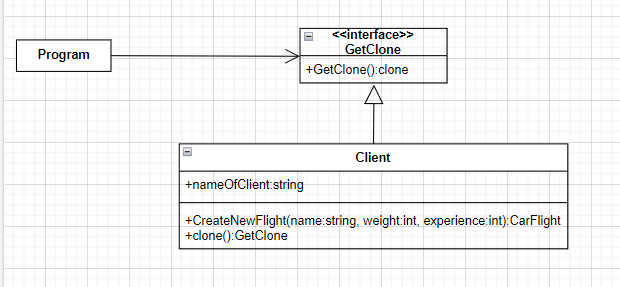 <<interface>>
GetClone
Program
+GetClone():clone
Client
+nameOfClient:string
+CreateNewFlight(name:string, weight:int, experience:int):CarFlight
+clone():GetClone